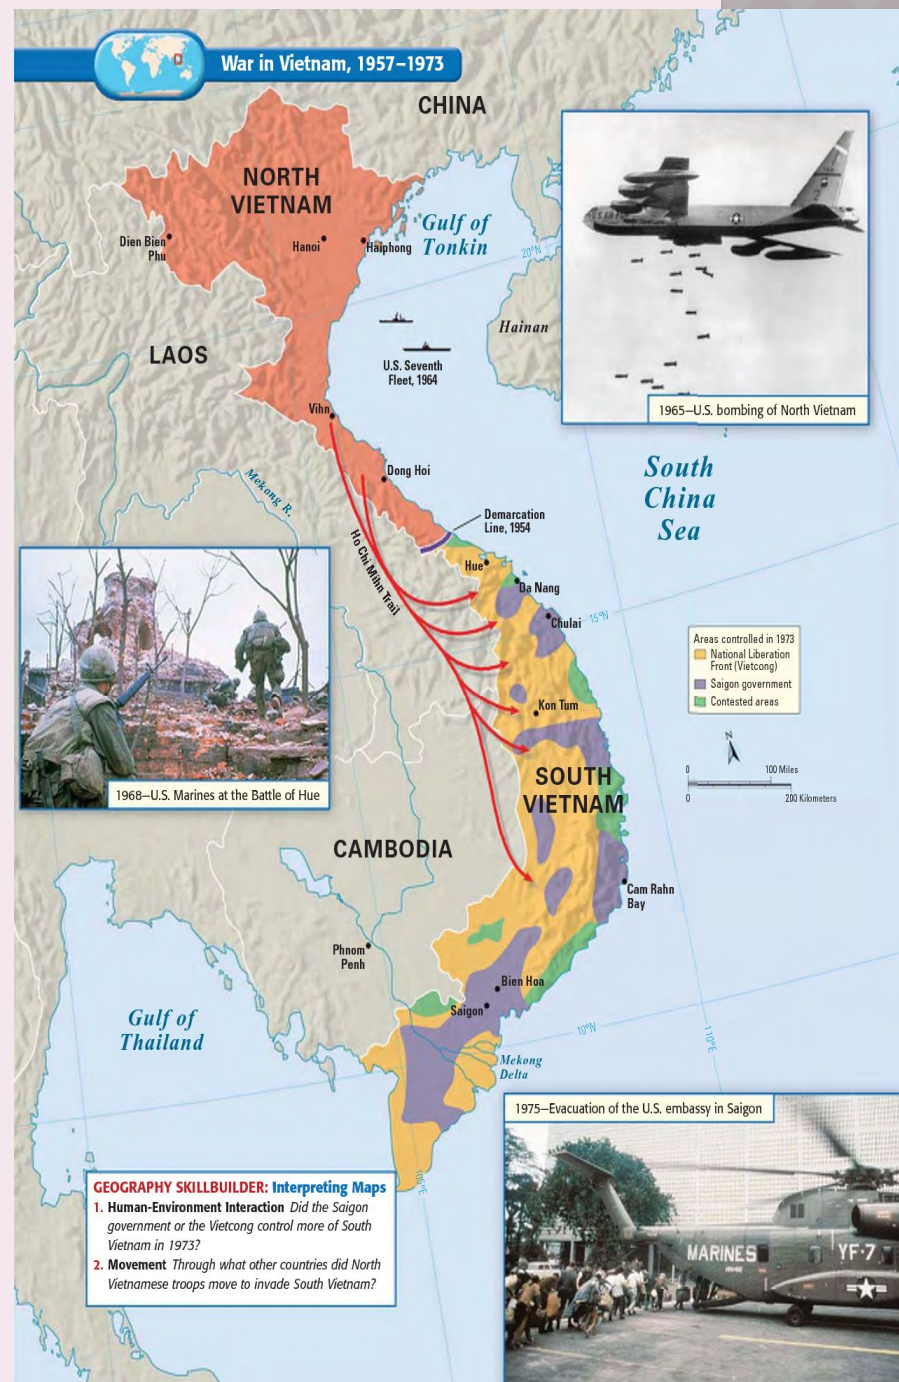 War in Vietnam, 1957–1973
CHINA
NORTH
VIETNAM
Gulf of
Tonkin
Dien Bien
Phu
Hanoi
Haiphong
20°N
Hainan
LAOS
U.S. Seventh
Fleet, 1964
1965–U.S. bombing of North Vietnam
Vihn
South
China
Sea
Dong Hoi
Mekong R.
Demarcation
Line, 1954
Ho Chi Mihn Trail
Hue
Da Nang
Chulai
15°N
Areas controlled in 1973
National Liberation
Front (Vietcong)
Saigon government
Contested areas
Kon Tum
N
0 100 Miles
0 200 Kilometers
SOUTH
VIETNAM
1968–U.S. Marines at the Battle of Hue
CAMBODIA
Cam Rahn
Bay
Phnom
Penh
Bien Hoa
Saigon
Gulf of
Thailand
10°N
110°E
Mekong
Delta
1975–Evacuation of the U.S. embassy in Saigon
105°E
GEOGRAPHY SKILLBUILDER: Interpreting Maps
1. Human-Environment Interaction Did the Saigon
government or the Vietcong control more of South
Vietnam in 1973?
2. Movement Through what other countries did North
Vietnamese troops move to invade South Vietnam?
MARINES
YF-7